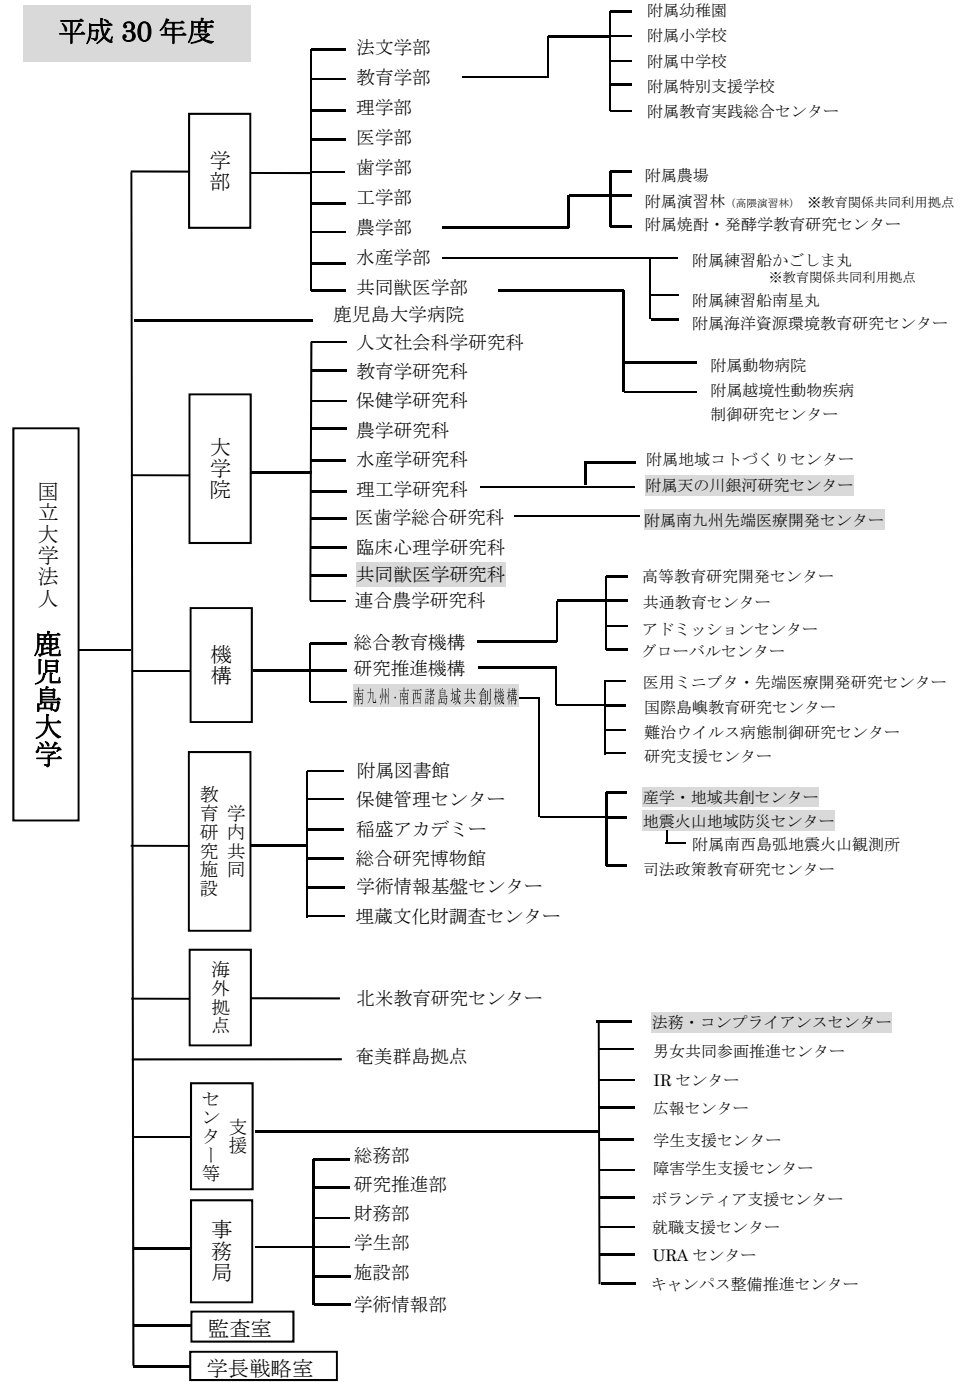 平成 30 年度
国立大学法人 鹿児島大学
学部
法文学部
教育学部
附属幼稚園
附属小学校
附属中学校
附属特別支援学校
附属教育実践総合センター
理学部
医学部
歯学部
工学部
農学部
附属農場
附属演習林（高隈演習林） ※教育関係共同利用拠点
附属焼酎・発酵学教育研究センター
水産学部
附属練習船かごしま丸
※教育関係共同利用拠点
附属練習船南星丸
附属海洋資源環境教育研究センター
共同獣医学部
附属動物病院
附属越境性動物疾病
制御研究センター
鹿児島大学病院
大学院
人文社会科学研究科
教育学研究科
保健学研究科
農学研究科
水産学研究科
理工学研究科
附属地域コトづくりセンター
附属天の川銀河研究センター
医歯学総合研究科
附属南九州先端医療開発センター
臨床心理学研究科
共同獣医学研究科
連合農学研究科
機構
総合教育機構
高等教育研究開発センター
共通教育センター
アドミッションセンター
グローバルセンター
研究推進機構
医用ミニブタ・先端医療開発研究センター
国際島嶼教育研究センター
難治ウイルス病態制御研究センター
研究支援センター
南九州・南西諸島域共創機構
産学・地域共創センター
地震火山地域防災センター
附属南西島弧地震火山観測所
司法政策教育研究センター
学内共同
教育研究施設
附属図書館
保健管理センター
稲盛アカデミー
総合研究博物館
学術情報基盤センター
埋蔵文化財調査センター
海外拠点
北米教育研究センター
奄美群島拠点
支援
センター等
法務・コンプライアンスセンター
男女共同参画推進センター
IR センター
広報センター
学生支援センター
障害学生支援センター
ボランティア支援センター
就職支援センター
URA センター
キャンパス整備推進センター
事務局
総務部
研究推進部
財務部
学生部
施設部
学術情報部
監査室
学長戦略室